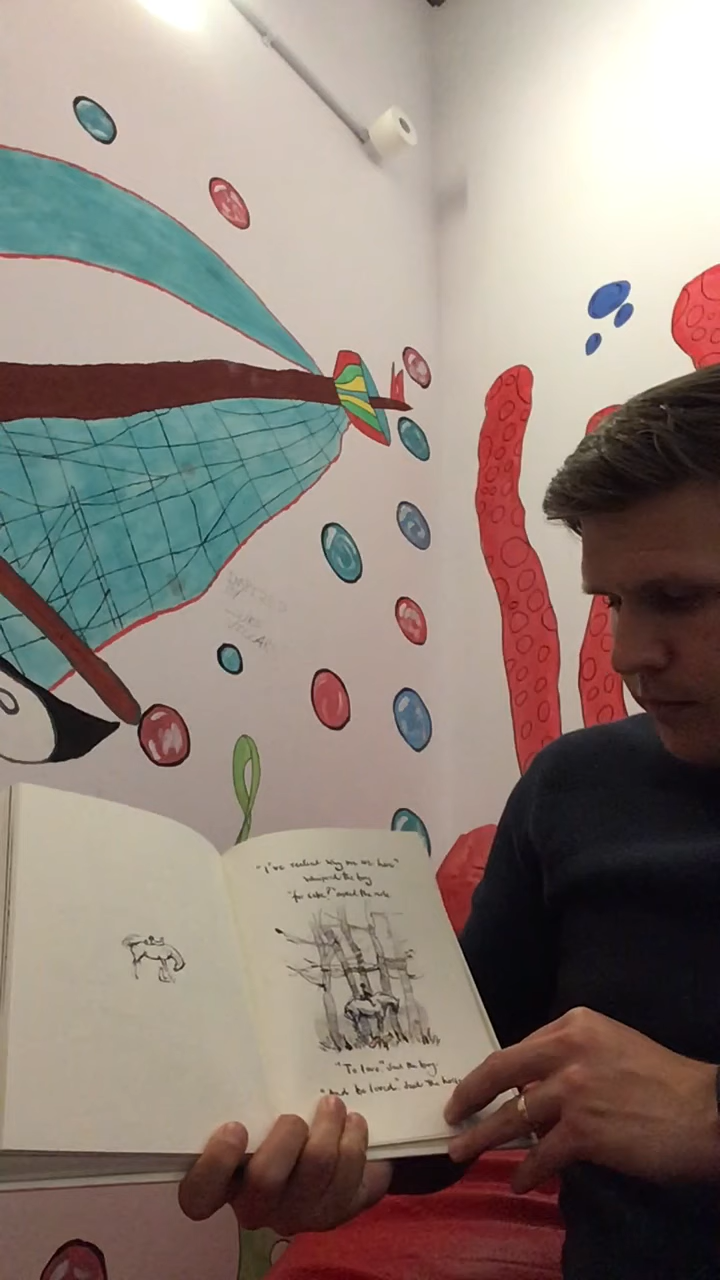 "I've realised why we are here"
whispered the boy
"for cake?" asked the mole
"To love" said the boy
"And be loved" said the horse